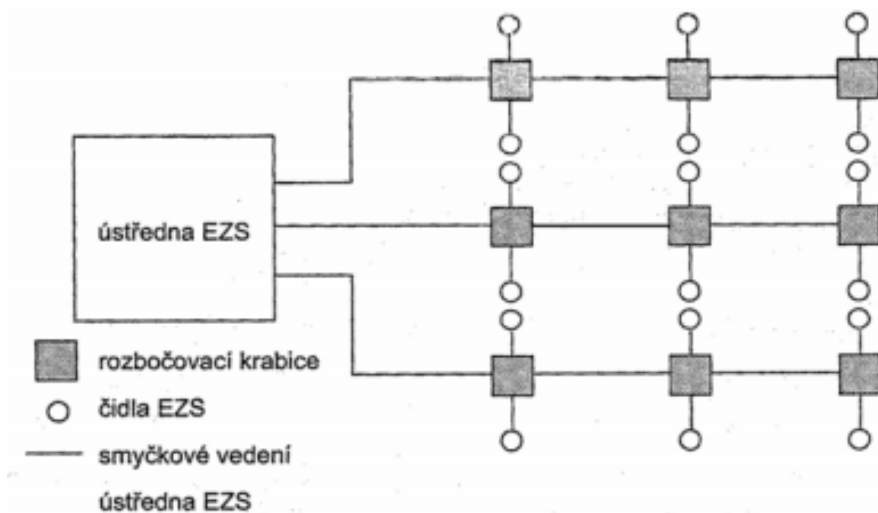 ústředna EZS
rozbočovací krabice
čidla EZS
smyčkové vedení
ústředna EZS